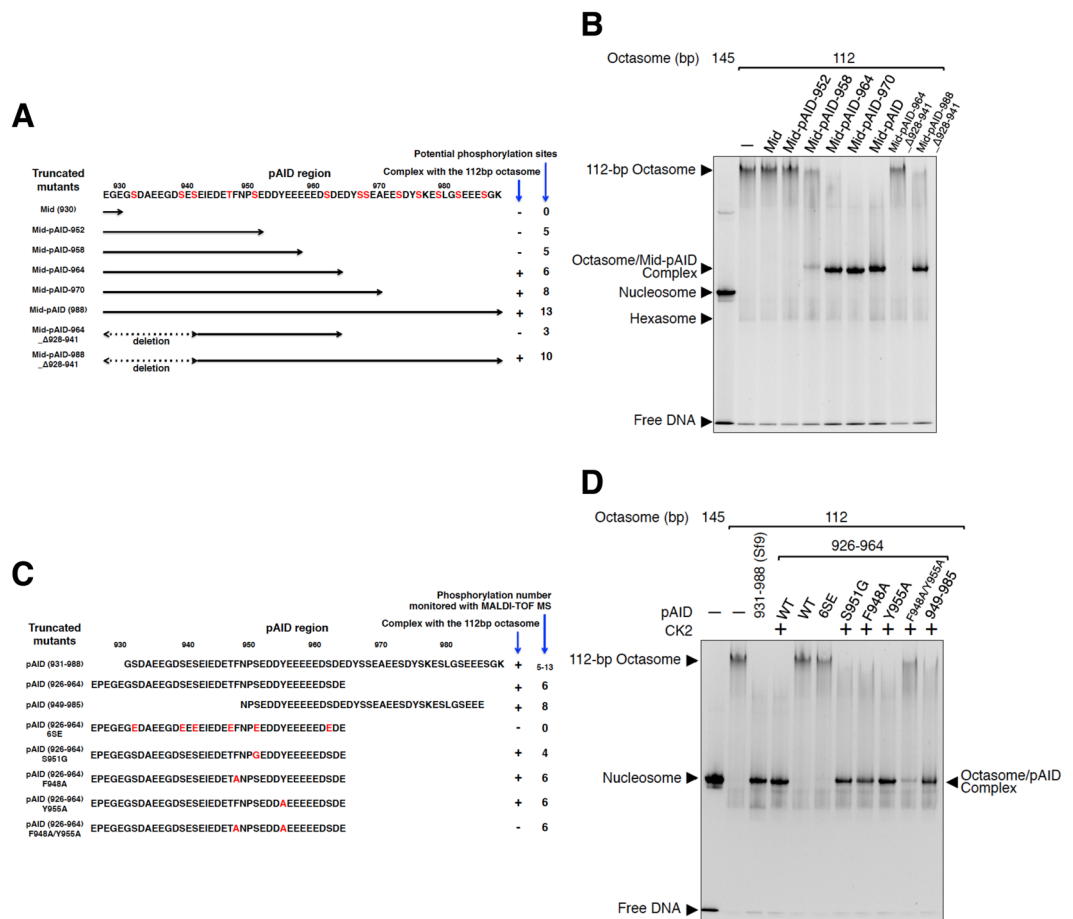 A
Potential phosphorylation sites
Complex with the 112bp octasome
Truncated mutants
pAID region
930 940 950 960 970 980
EGEGSDAEEGDSESEIEDETFNPSEDDYEEEEEDSDEDYSSEAEESDYSKESLGSEEESGK
Mid (930) - 0
Mid-pAID-952 - 5
Mid-pAID-958 - 5
Mid-pAID-964 + 6
Mid-pAID-970 + 8
Mid-pAID (988) + 13
Mid-pAID-964 _Δ928-941 deletion - 3
Mid-pAID-988 _Δ928-941 deletion + 10
B
Octasome (bp) 145 112
— Mid Mid-pAID-952 Mid-pAID-958 Mid-pAID-964 Mid-pAID-970 Mid-pAID Mid-pAID-964 _Δ928-941 Mid-pAID-988 _Δ928-941
112-bp Octasome
Octasome/Mid-pAID Complex
Nucleosome
Hexasome
Free DNA
C
Phosphorylation number monitored with MALDI-TOF MS
Complex with the 112bp octasome
Truncated mutants
pAID region
930 940 950 960 970 980
pAID (931-988) GSDAEEGDSESEIEDETFNPSEDDYEEEEEDSDEDYSSEAEESDYSKESLGSEEESGK + 5-13
pAID (926-964) EPEGEGSDAEEGDSESEIEDETFNPSEDDYEEEEEDSDE + 6
pAID (949-985) NPSEDDYEEEEEDSDEDYSSEAEESDYSKESLGSEEE + 8
pAID (926-964) 6SE EPEGEGEDAEEGDEEEEIEDEEFNPEEDDYEEEEEDEDE - 0
pAID (926-964) S951G EPEGEGSDAEEGDSESEIEDETFNPGEDDYEEEEEDSDE + 4
pAID (926-964) F948A EPEGEGSDAEEGDSESEIEDETANPSEDDYEEEEEDSDE + 6
pAID (926-964) Y955A EPEGEGSDAEEGDSESEIEDETFNPSEDDAEEEEEDSDE + 6
pAID (926-964) F948A/Y955A EPEGEGSDAEEGDSESEIEDETANPSEDDAEEEEEDSDE - 6
D
Octasome (bp) 145 112
926-964
pAID — — 931-988 (Sf9) WT WT 6SE S951G F948A Y955A F948A/Y955A 949-985
CK2 + + + + + +
112-bp Octasome
Nucleosome
Octasome/pAID Complex
Free DNA